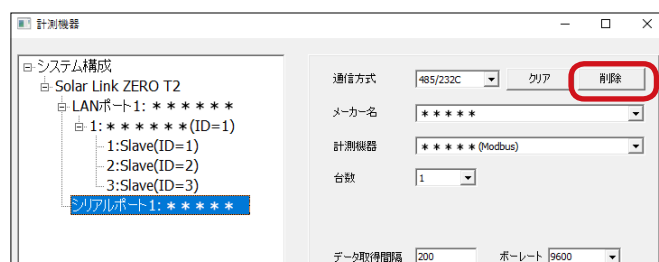 計測機器
システム構成
Solar Link ZERO T2
LANポート1: ＊＊＊＊＊＊
1:＊＊＊＊＊＊(ID=1)
1:Slave(ID=1)
2:Slave(ID=2)
3:Slave(ID=3)
シリアルポート1: ＊＊＊＊＊
通信方式 485/232C クリア 削除
メーカー名 ＊＊＊＊＊
計測機器 ＊＊＊＊＊(Modbus)
台数 1
データ取得間隔 200 ボーレート 9600